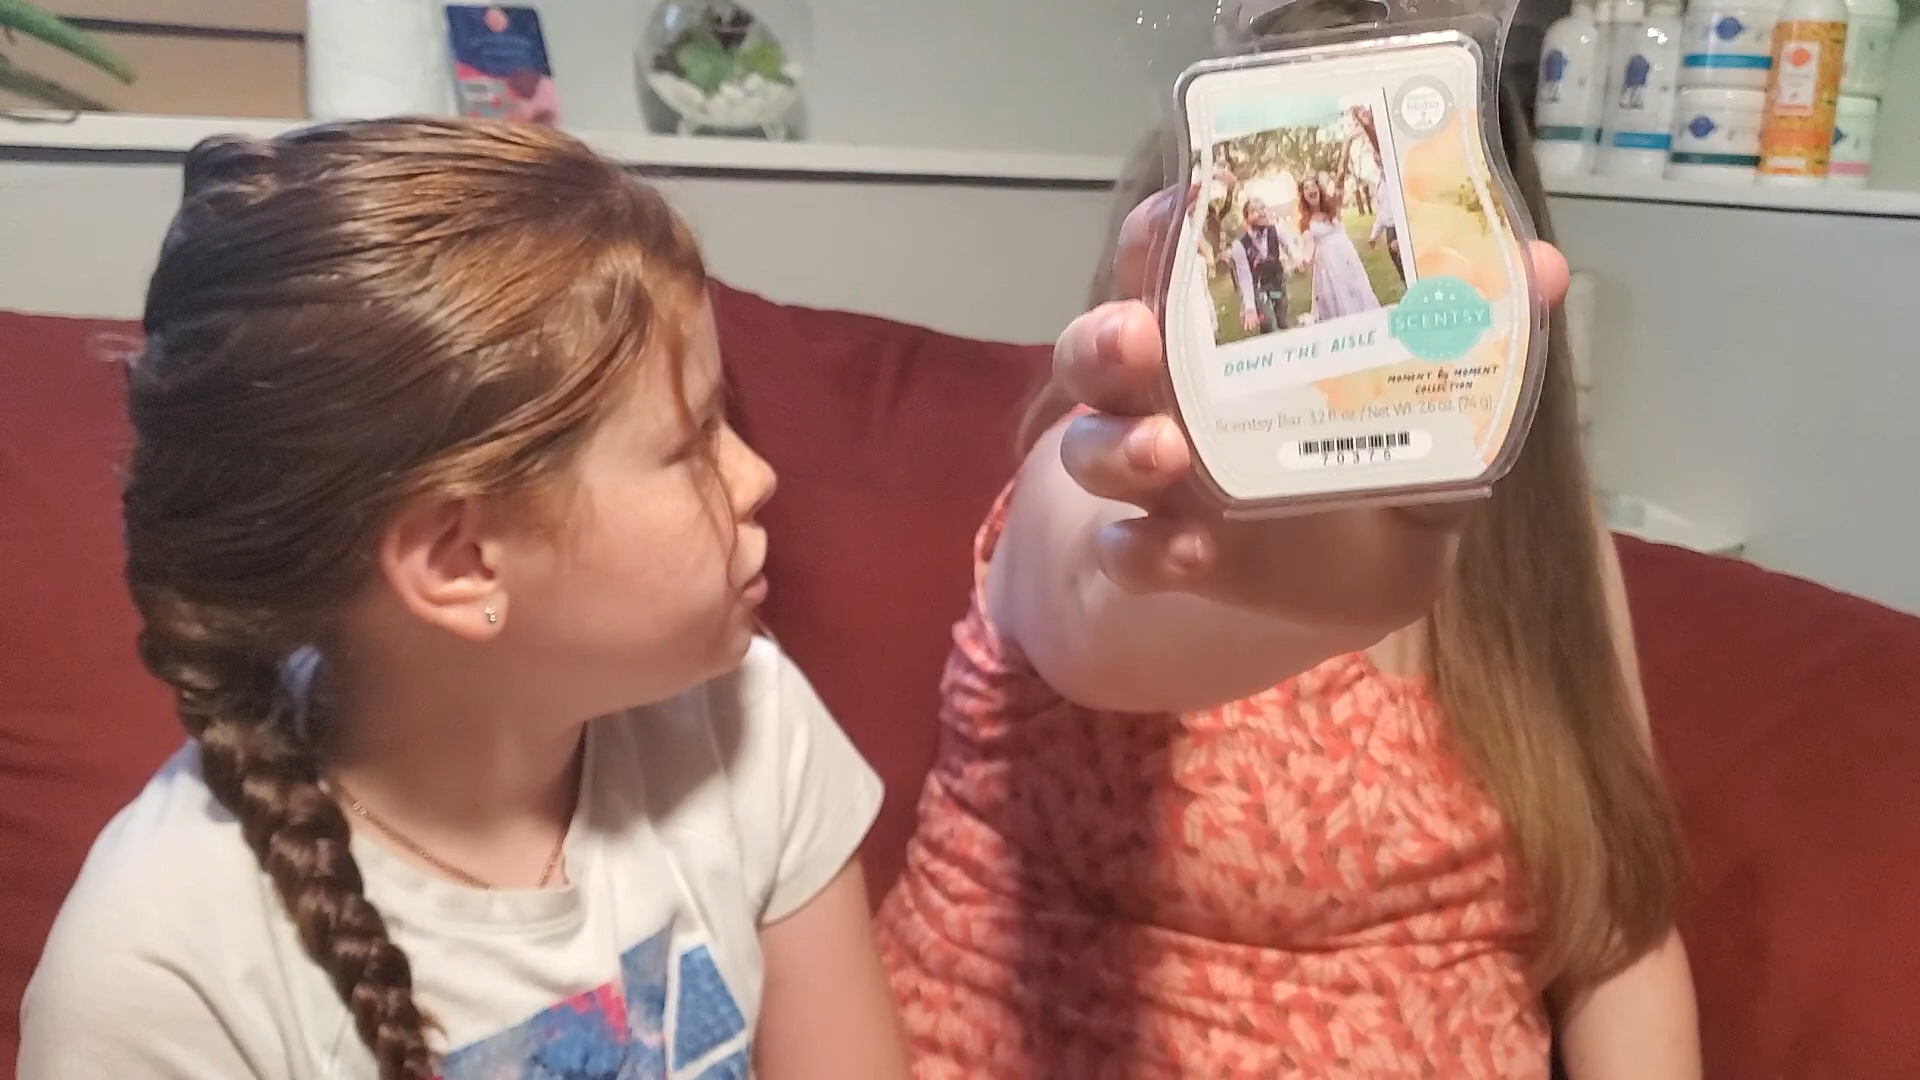 SCENTSY
DOWN THE AISLE
MOMENT by MOMENT
COLLECTION
Scentsy Bar 3.2 fl. oz. / Net Wt. 2.6 oz. (74 g)
70375